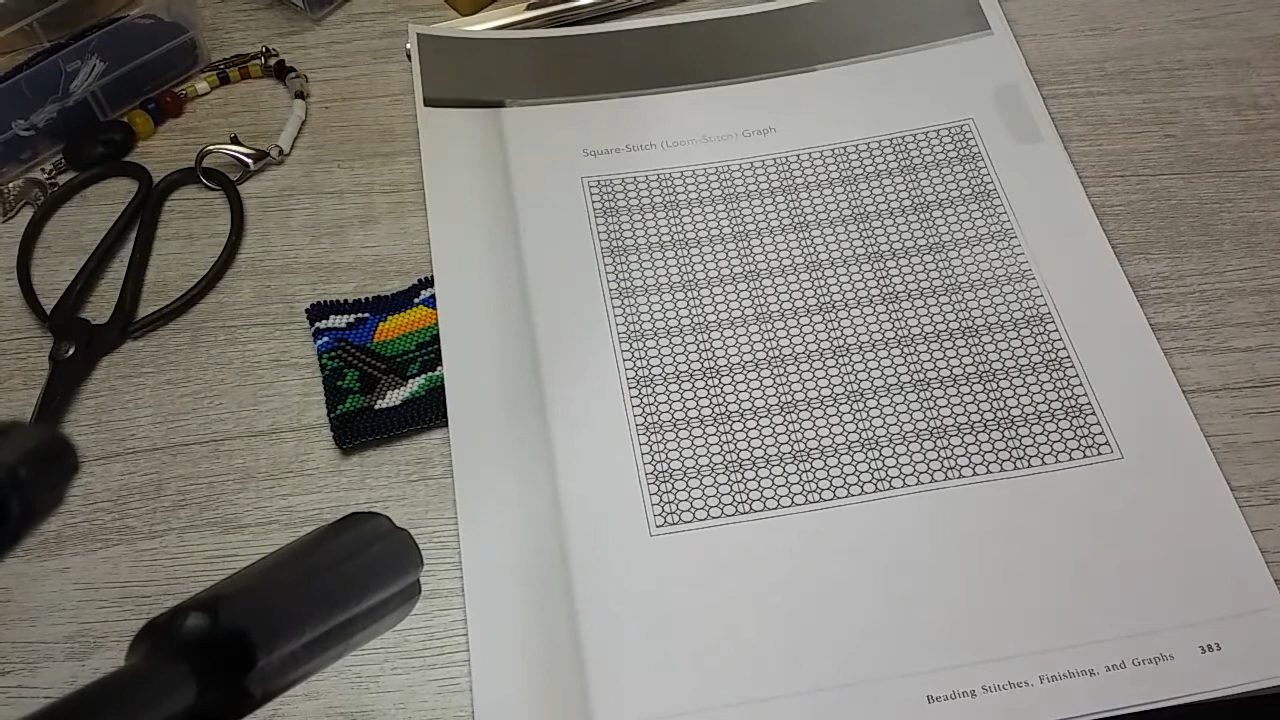 Square-Stitch (Loom-Stitch) Graph
Beading Stitches, Finishing, and Graphs 383